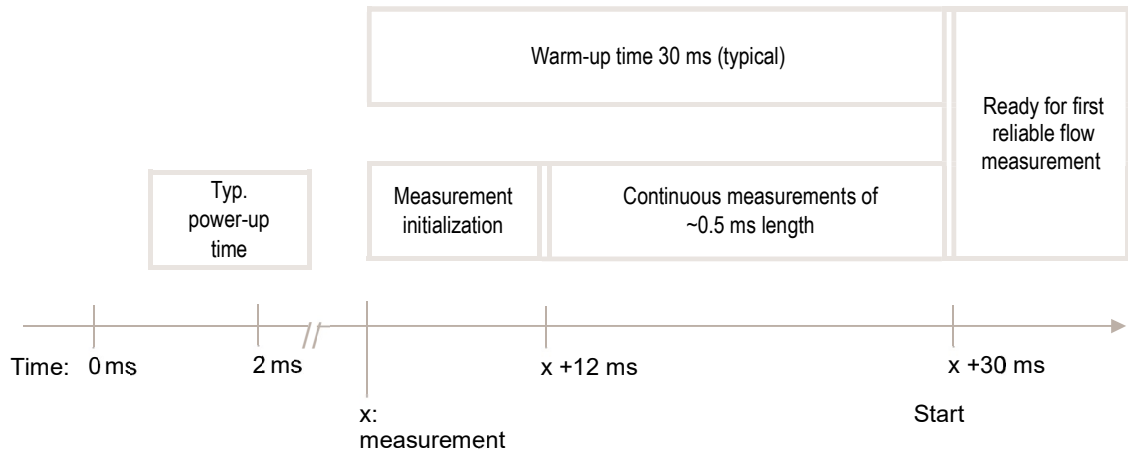 Warm-up time 30 ms (typical)
Ready for first
reliable flow
measurement
Typ.
power-up
time
Measurement
initialization
Continuous measurements of
~0.5 ms length
Time: 0 ms 2 ms x +12 ms x +30 ms
x:
measurement
Start